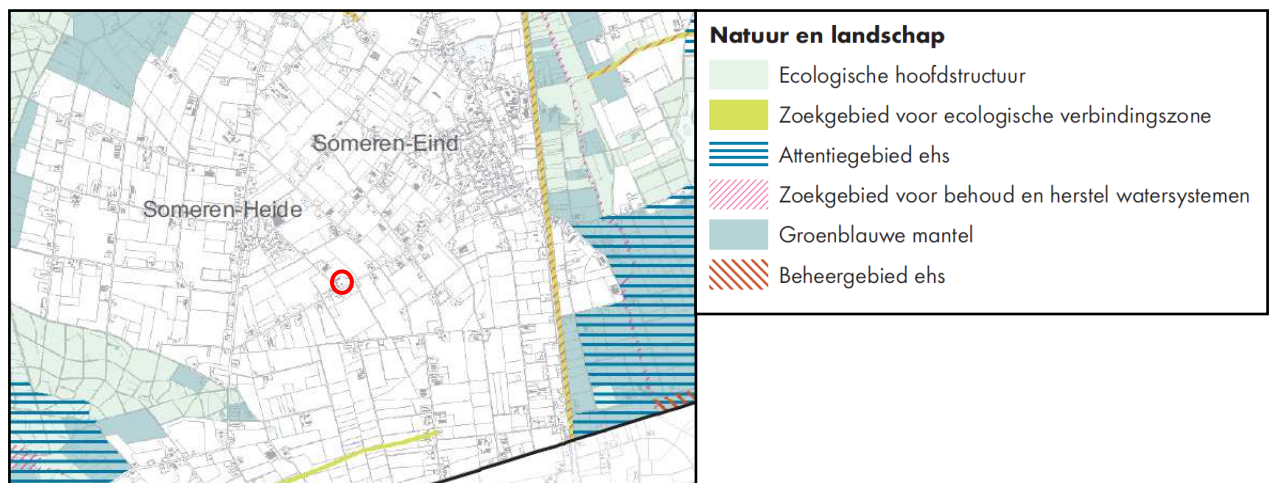 Someren-Eind
Someren-Heide
Natuur en landschap
Ecologische hoofdstructuur
Zoekgebied voor ecologische verbindingszone
Attentiegebied ehs
Zoekgebied voor behoud en herstel watersystemen
Groenblauwe mantel
Beheergebied ehs